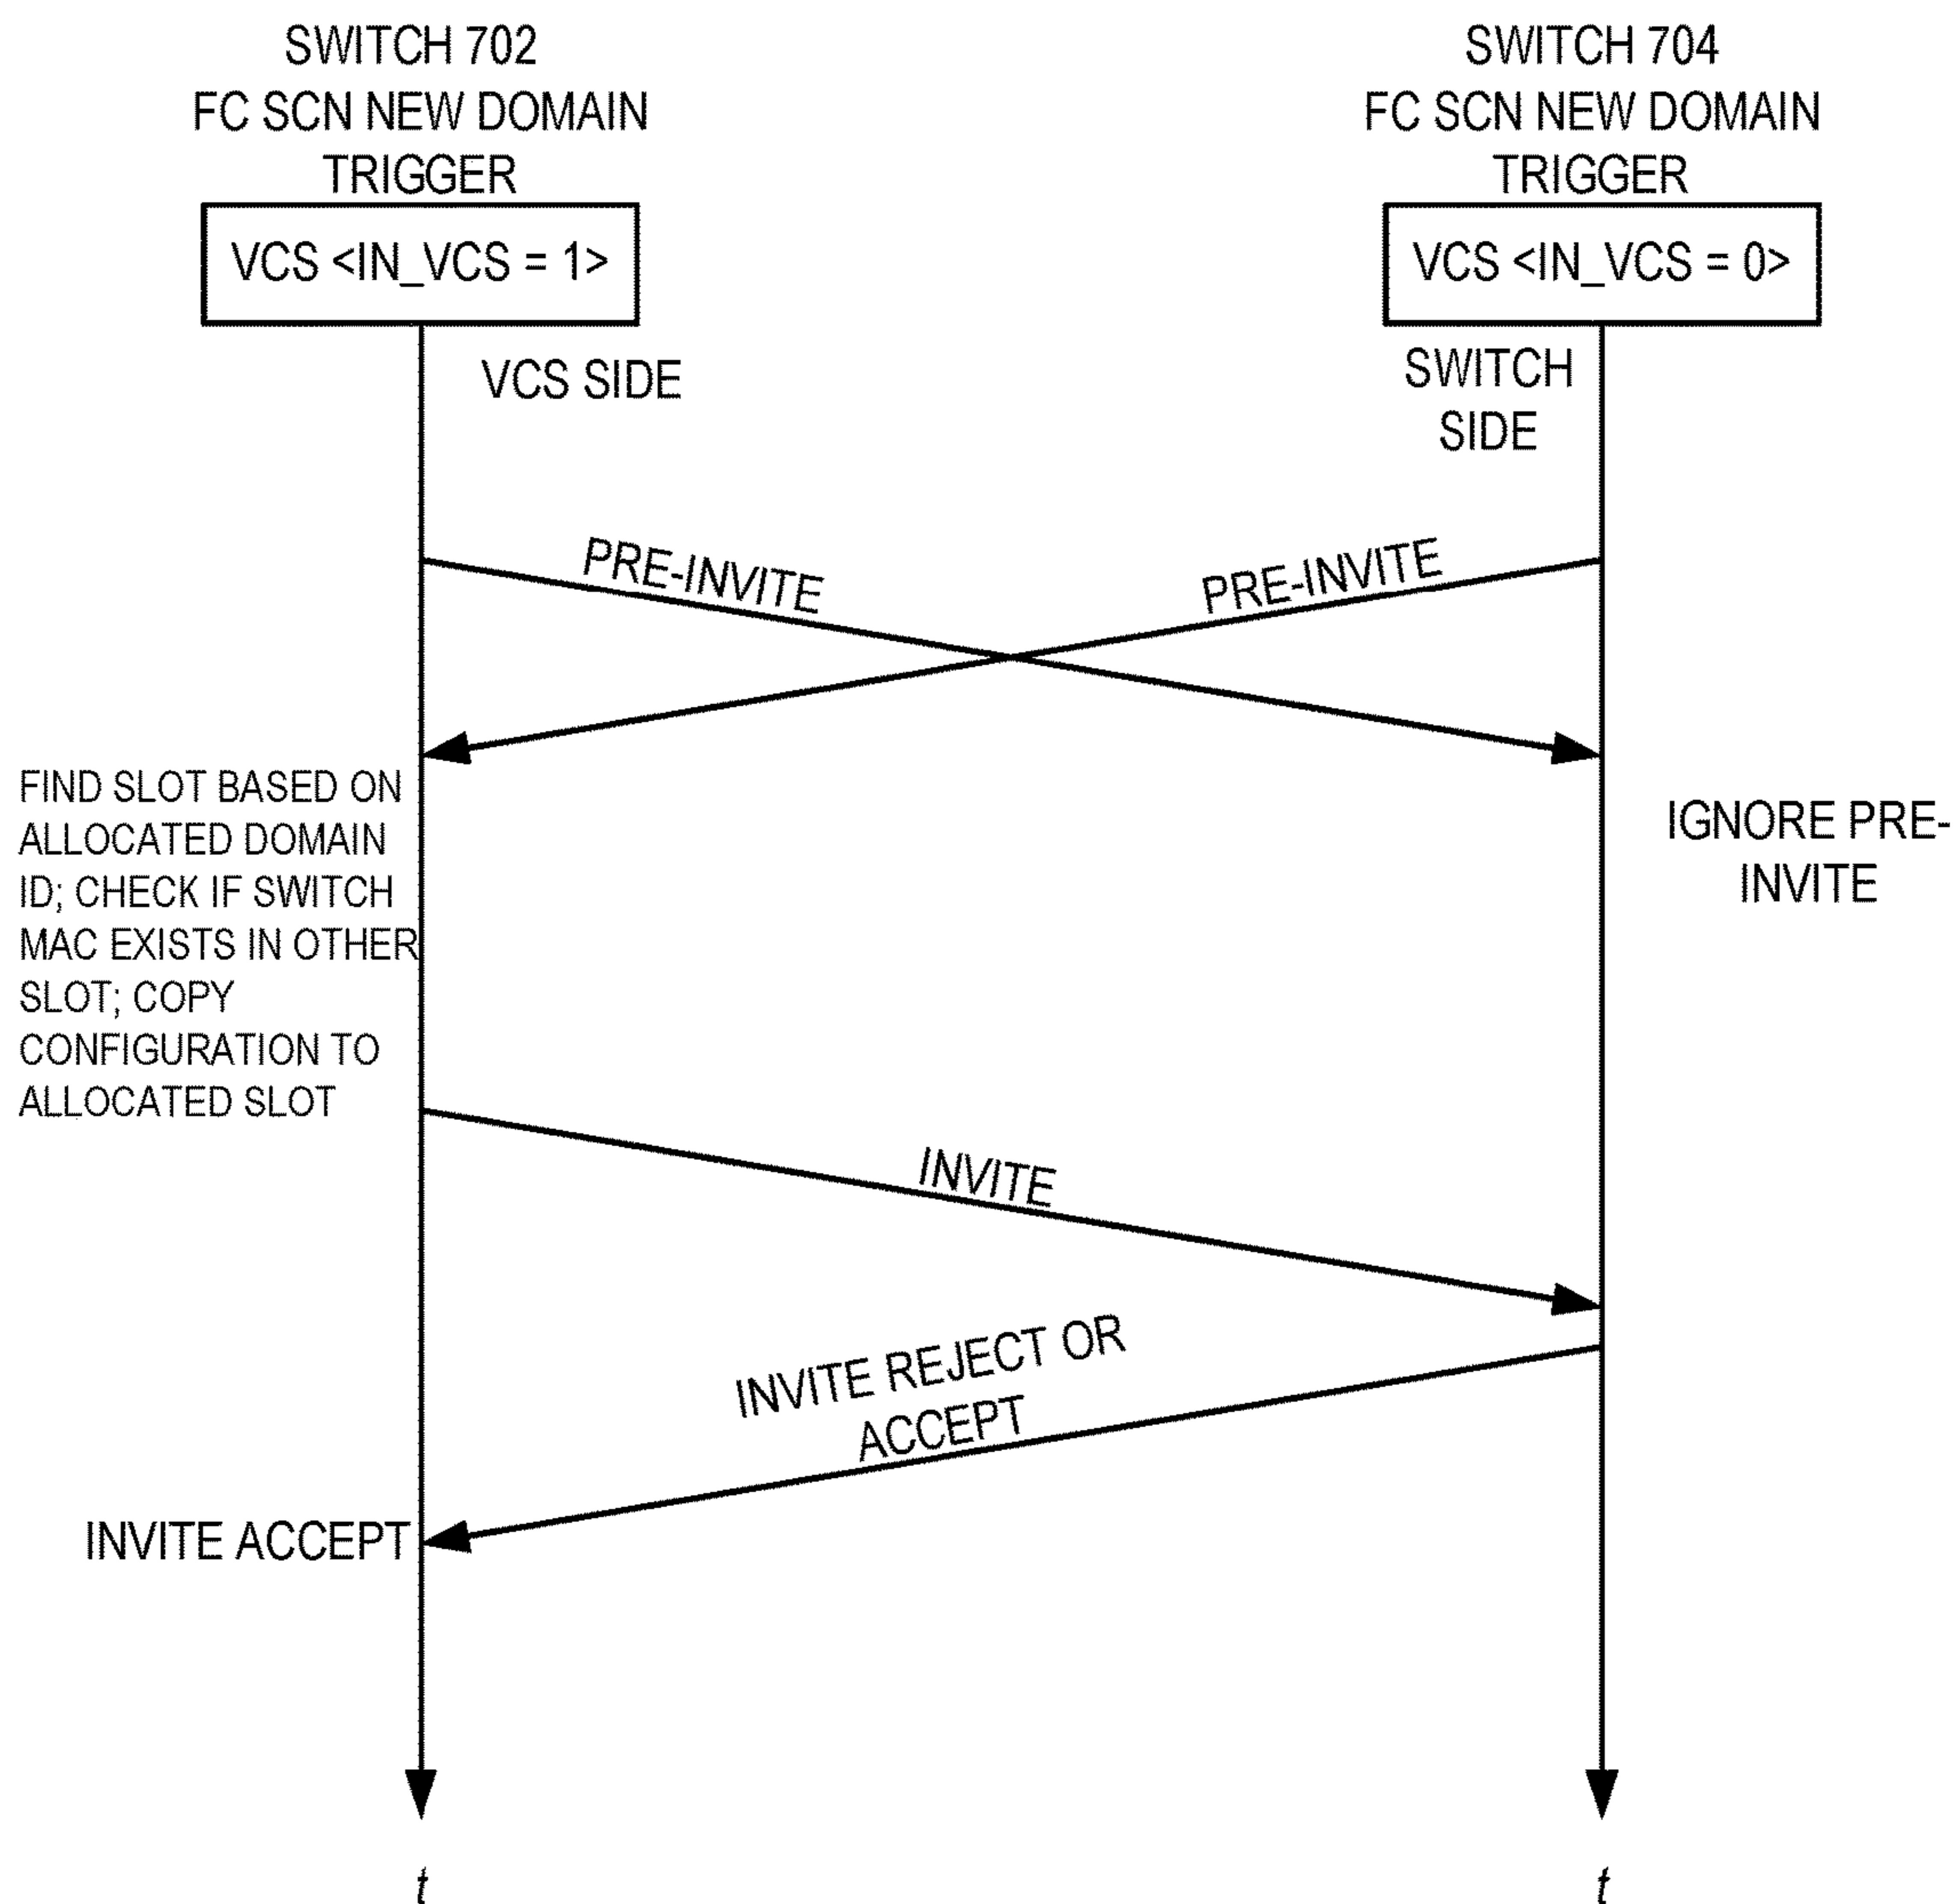 SWITCH 702
FC SCN NEW DOMAIN
TRIGGER
VCS <IN_VCS = 1>
VCS SIDE
SWITCH 704
FC SCN NEW DOMAIN
TRIGGER
VCS <IN_VCS = 0>
SWITCH
SIDE
PRE-INVITE
PRE-INVITE
FIND SLOT BASED ON
ALLOCATED DOMAIN
ID; CHECK IF SWITCH
MAC EXISTS IN OTHER
SLOT; COPY
CONFIGURATION TO
ALLOCATED SLOT
IGNORE PRE-
INVITE
INVITE
INVITE REJECT OR
ACCEPT
INVITE ACCEPT
t
t